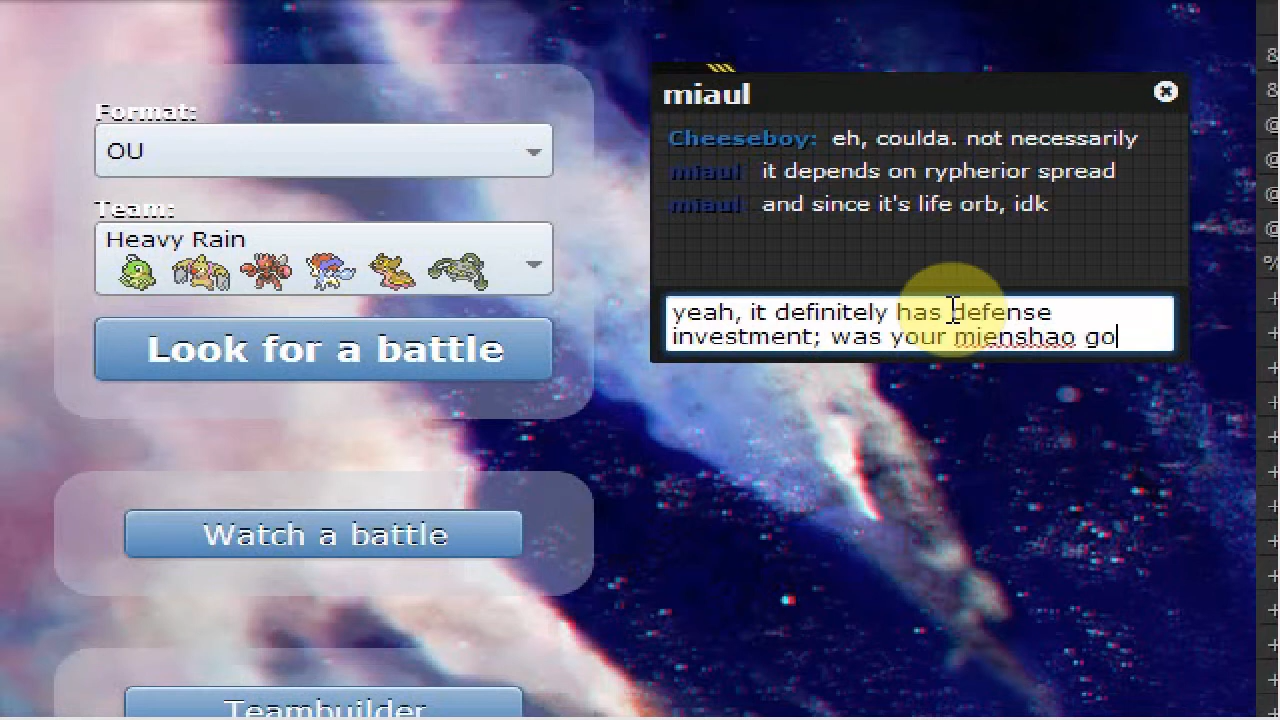 Format:
OU
Team:
Heavy Rain
Look for a battle
Watch a battle
Teambuilder
miaul
Cheeseboy: eh, coulda. not necessarily
miaul it depends on rypherior spread
miaul and since it's life orb, idk
yeah, it definitely has defense
investment; was your mienshao go
&
&
@
@
@
@
%
+
+
+
+
+
+
+
+
+
+
+
+